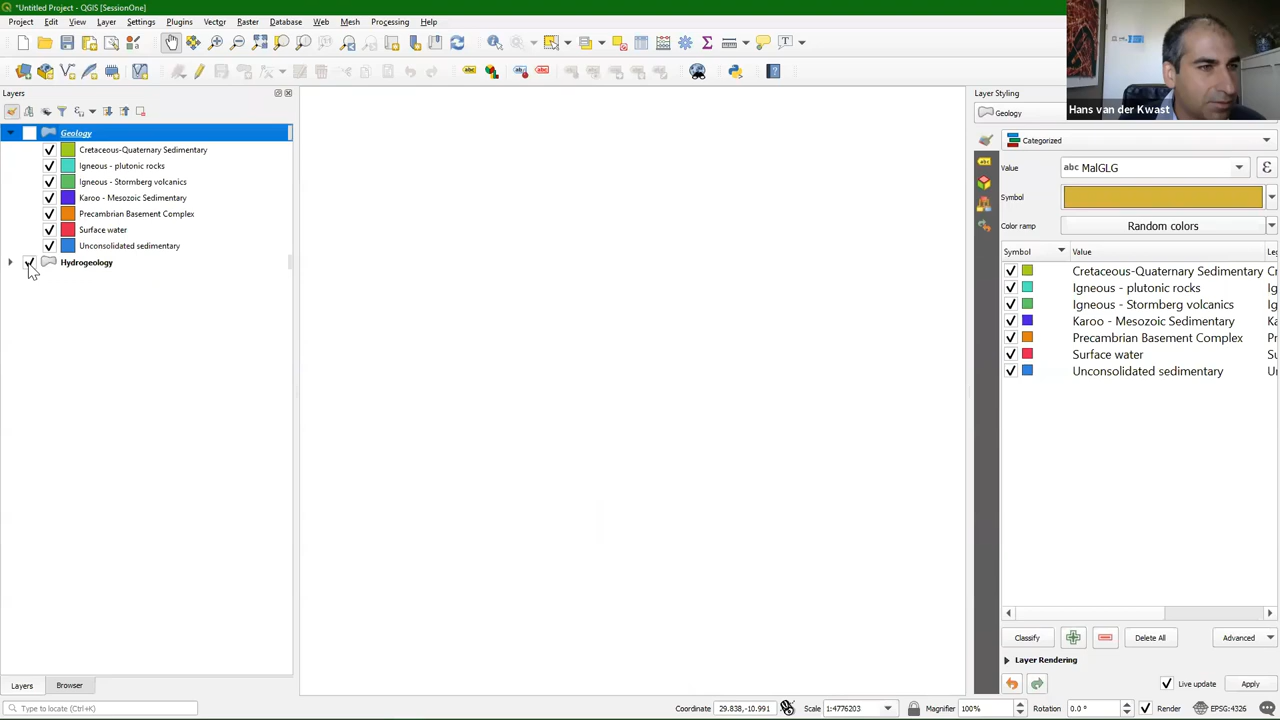 *Untitled Project - QGIS [SessionOne]
Project Edit View Layer Settings Plugins Vector Raster Database Web Mesh Processing Help
Hans van der Kwast
Layers
Geology
Cretaceous-Quaternary Sedimentary
Igneous - plutonic rocks
Igneous - Stormberg volcanics
Karoo - Mesozoic Sedimentary
Precambrian Basement Complex
Surface water
Unconsolidated sedimentary
Hydrogeology
Layers Browser
Layer Styling
Geology
Categorized
Value abc MalGLG
Symbol
Color ramp Random colors
Symbol Value Le
Cretaceous-Quaternary Sedimentary
Igneous - plutonic rocks
Igneous - Stormberg volcanics
Karoo - Mesozoic Sedimentary
Precambrian Basement Complex
Surface water
Unconsolidated sedimentary
Classify Delete All Advanced
Layer Rendering
Live update Apply
Type to locate (Ctrl+K) Coordinate 29.838,-10.991 Scale 1:4776203 Magnifier 100% Rotation 0.0 ° Render EPSG:4326